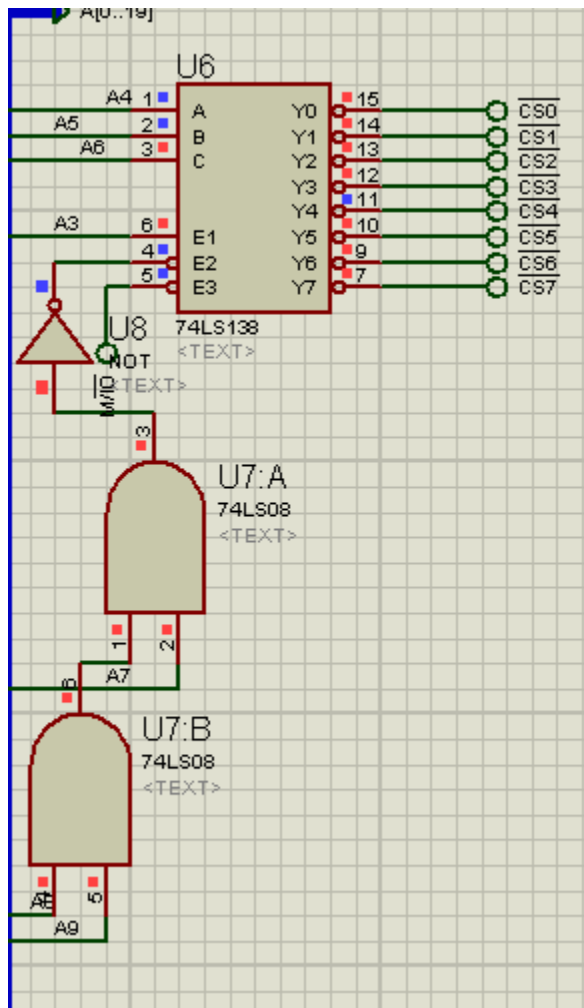 A[0..19]
U6
A4 1 A Y0 15 CS0
A5 2 B Y1 14 CS1
A6 3 C Y2 13 CS2
Y3 12 CS3
Y4 11 CS4
A3 6 E1 Y5 10 CS5
4 E2 Y6 9 CS6
5 E3 Y7 7 CS7
U8
74LS138
<TEXT>
NOT
<TEXT>
M/IO
3
U7:A
74LS08
<TEXT>
1 2
A7
6
U7:B
74LS08
<TEXT>
5
A9